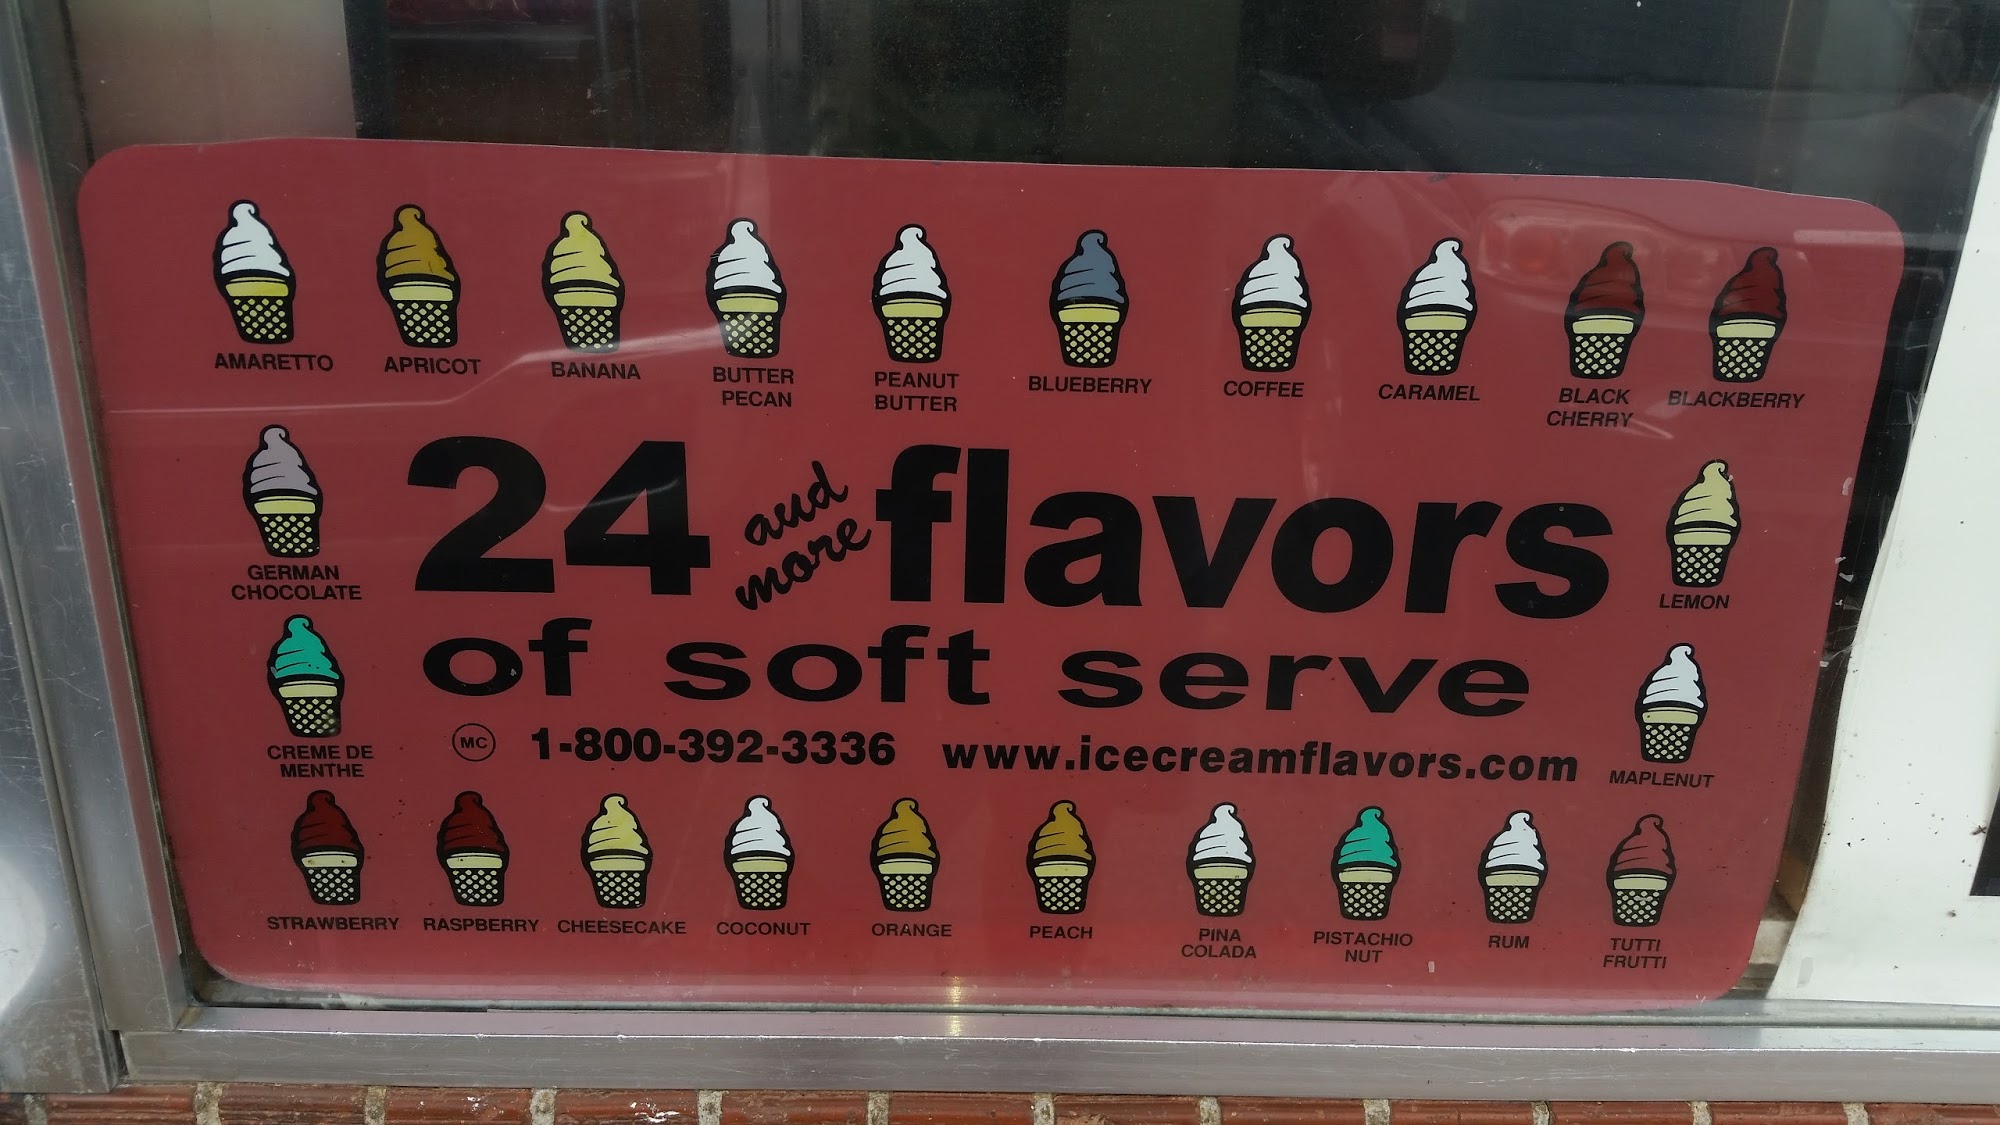 AMARETTO
APRICOT
BANANA
BUTTER
PECAN
PEANUT
BUTTER
BLUEBERRY
COFFEE
CARAMEL
BLACK
CHERRY
BLACKBERRY
GERMAN
CHOCOLATE
24 and more flavors
LEMON
of soft serve
CREME DE
MENTHE
MC 1-800-392-3336 www.icecreamflavors.com
MAPLENUT
STRAWBERRY
RASPBERRY
CHEESECAKE
COCONUT
ORANGE
PEACH
PINA
COLADA
PISTACHIO
NUT
RUM
TUTTI
FRUTTI